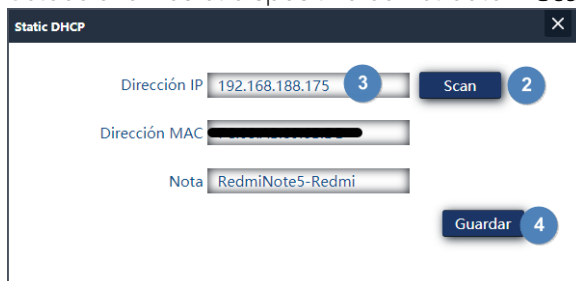 Static DHCP
Dirección IP 192.168.188.175 3 Scan 2
Dirección MAC
Nota RedmiNote5-Redmi
Guardar 4